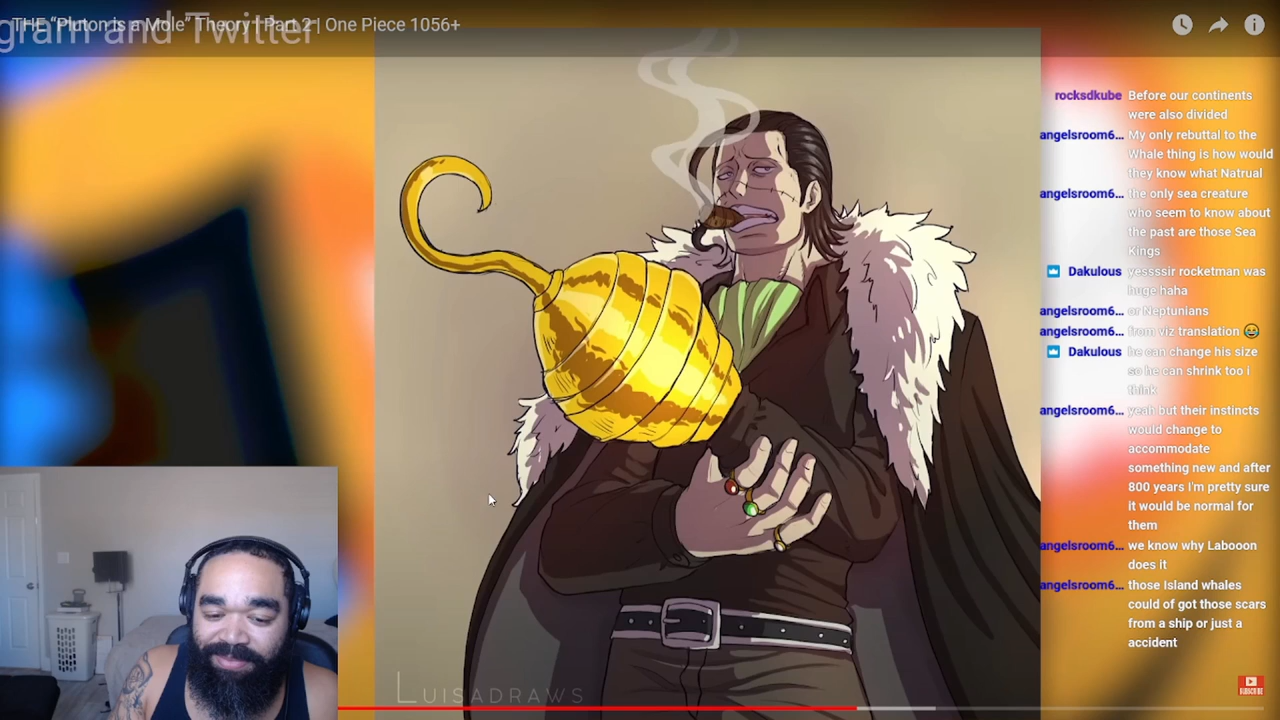 THE "Pluton is a Mole" Theory | Part 2 | One Piece 1056+
gram and Twitter
rocksdkube Before our continents
were also divided
angelsroom6... My only rebuttal to the
Whale thing is how would
they know what Natrual
angelsroom6... the only sea creature
who seem to know about
the past are those Sea
Kings
Dakulous yessssir rocketman was
huge haha
angelsroom6... or Neptunians
angelsroom6... from viz translation 😂
Dakulous he can change his size
so he can shrink too i
think
angelsroom6... yeah but their instincts
would change to
accommodate
something new and after
800 years I'm pretty sure
it would be normal for
them
angelsroom6... we know why Labooon
does it
angelsroom6... those Island whales
could of got those scars
from a ship or just a
accident
LUISADRAWS
SUBSCRIBE